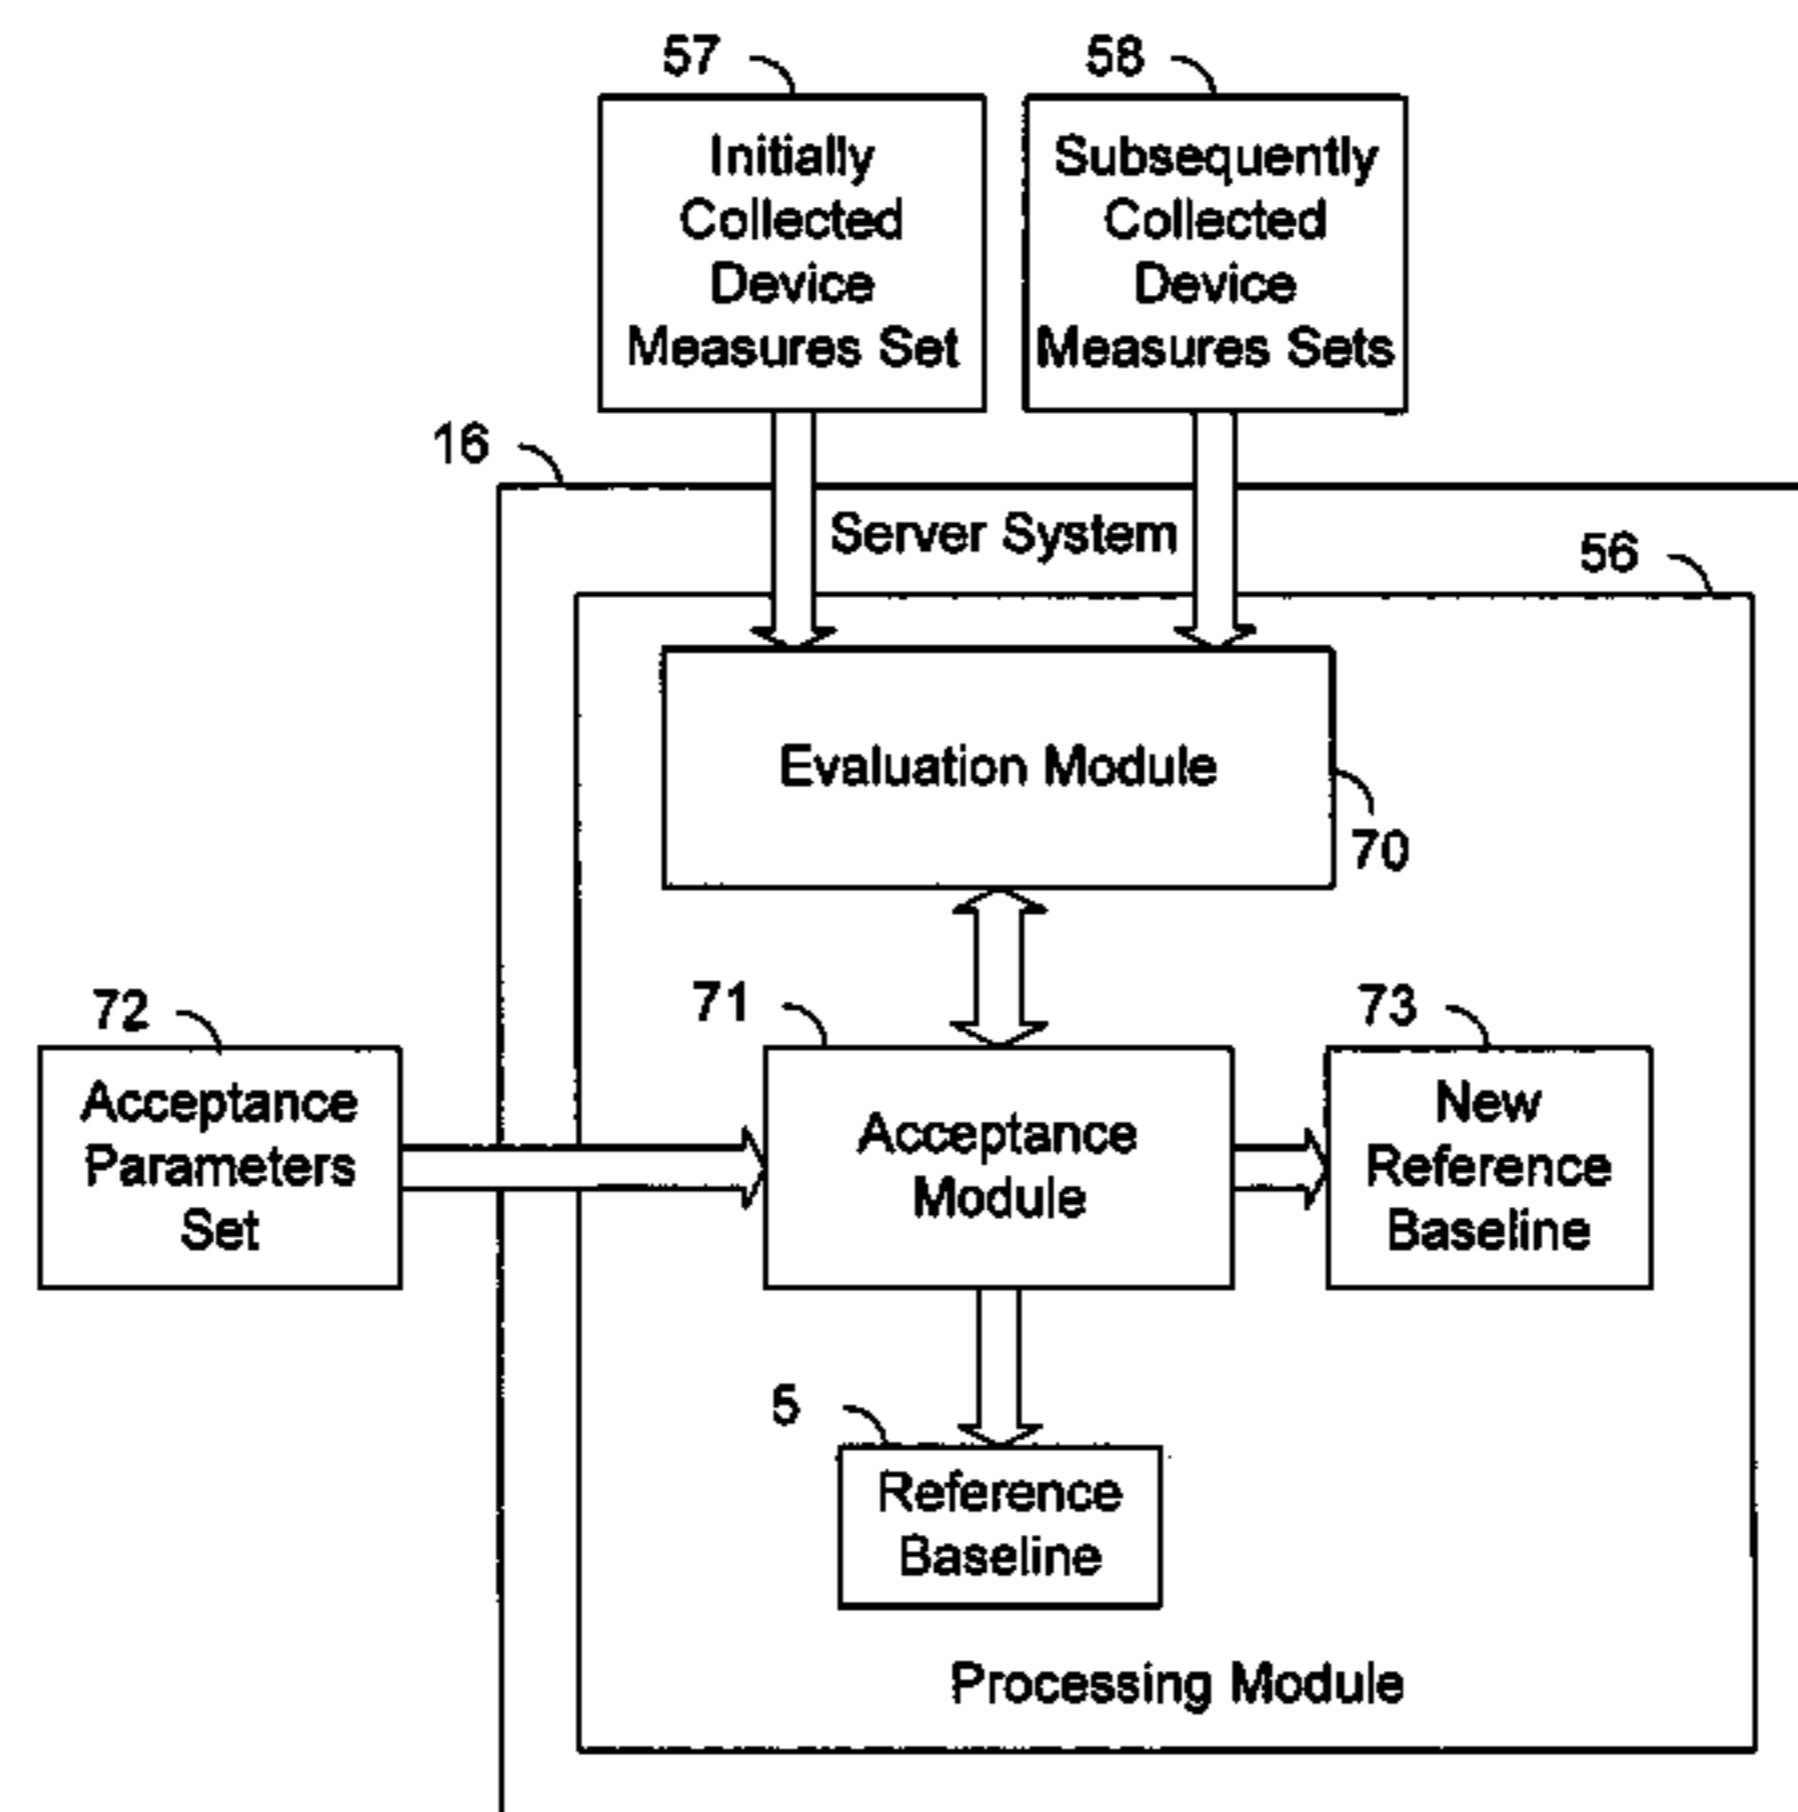 57
58
Initially
Collected
Device
Measures Set
Subsequently
Collected
Device
Measures Sets
16
Server System
56
Evaluation Module
70
72
71
73
Acceptance
Parameters
Set
Acceptance
Module
New
Reference
Baseline
5
Reference
Baseline
Processing Module